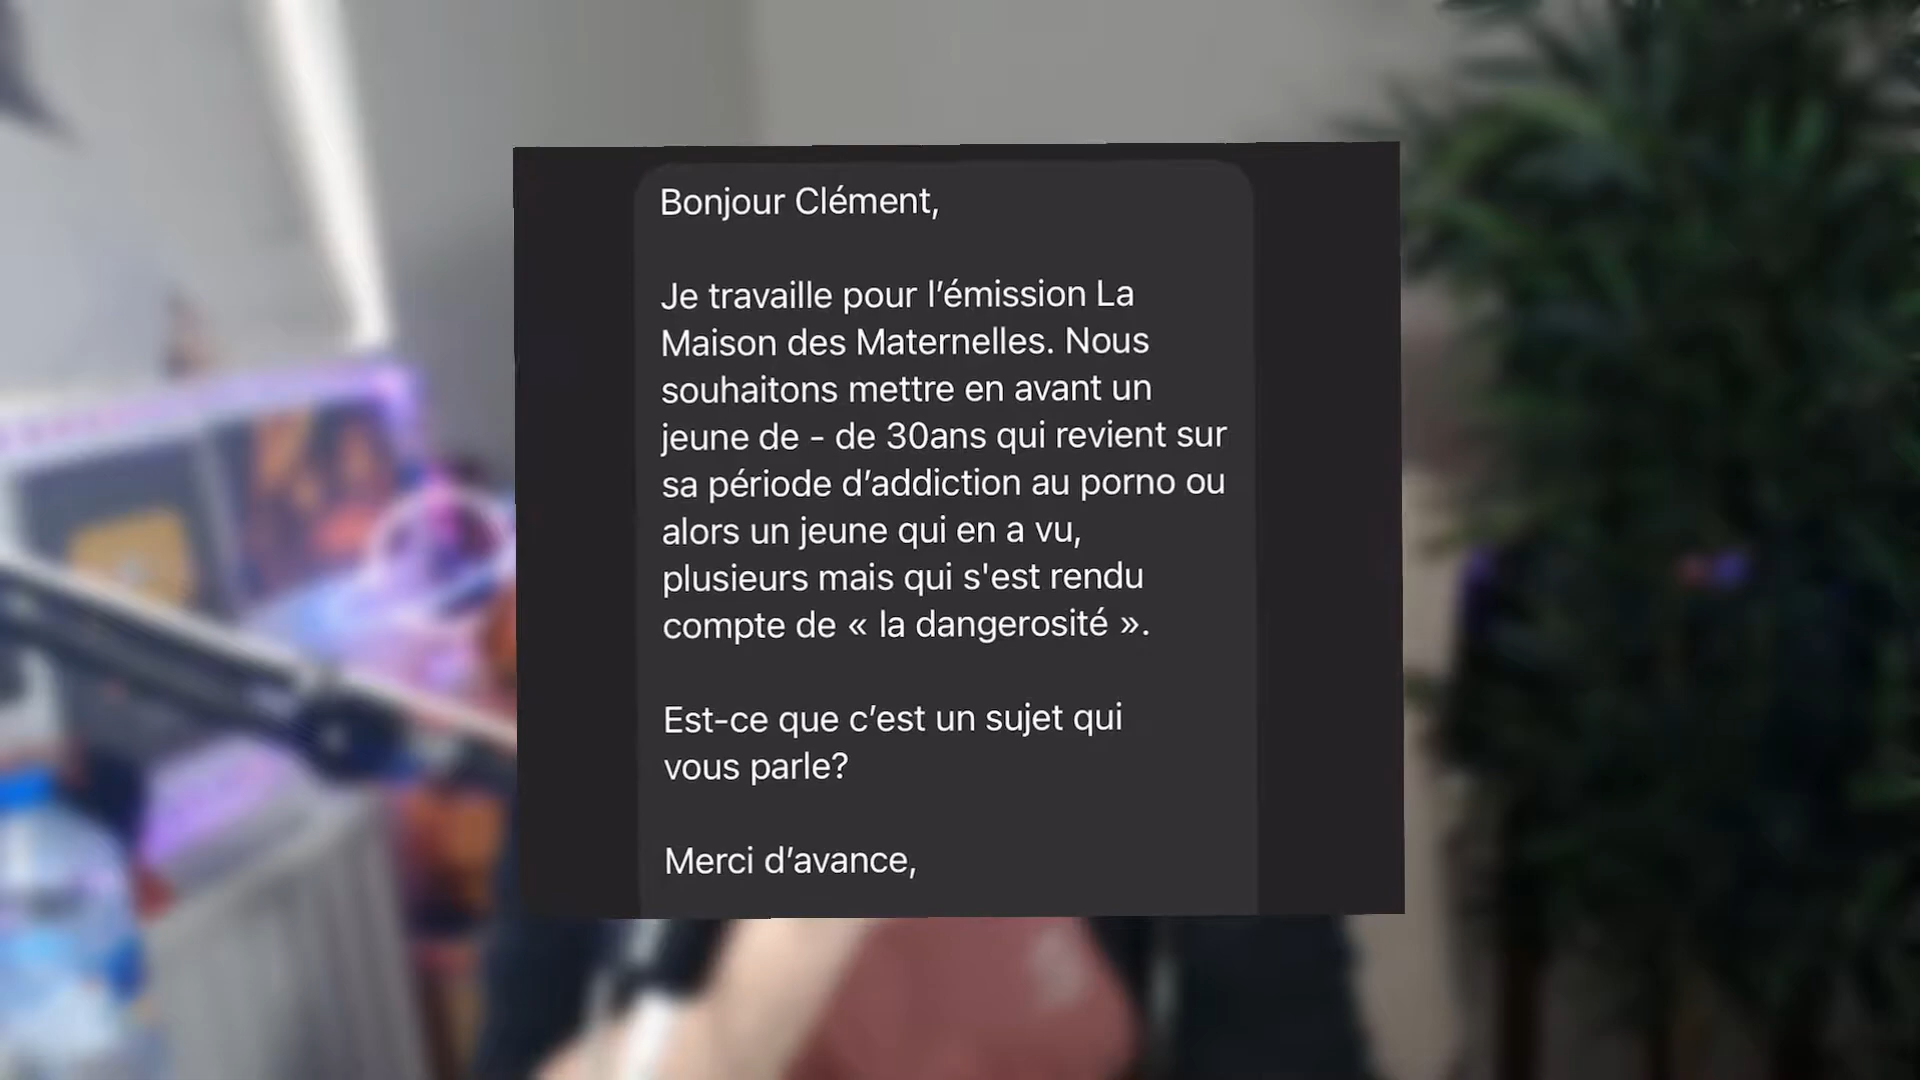 Bonjour Clément,
Je travaille pour l’émission La
Maison des Maternelles. Nous
souhaitons mettre en avant un
jeune de - de 30ans qui revient sur
sa période d’addiction au porno ou
alors un jeune qui en a vu,
plusieurs mais qui s'est rendu
compte de « la dangerosité ».
Est-ce que c’est un sujet qui
vous parle?
Merci d’avance,